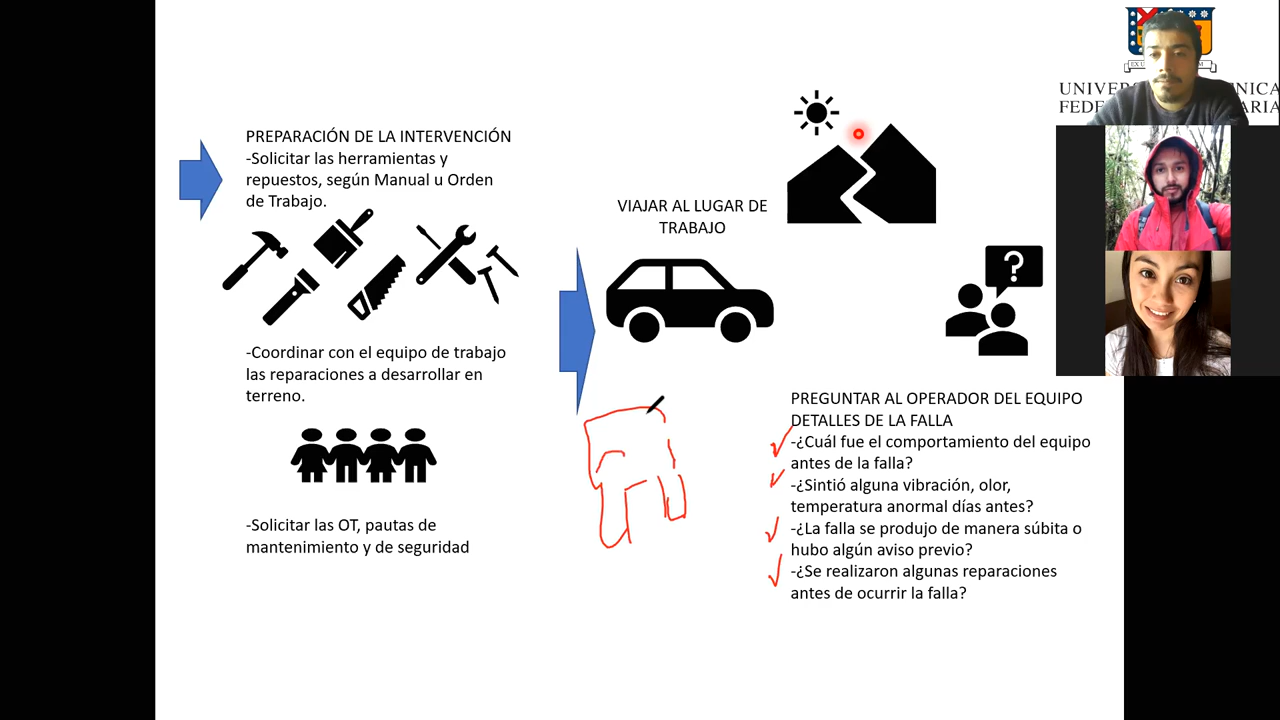 PREPARACIÓN DE LA INTERVENCIÓN
-Solicitar las herramientas y
repuestos, según Manual u Orden
de Trabajo.
-Coordinar con el equipo de trabajo
las reparaciones a desarrollar en
terreno.
-Solicitar las OT, pautas de
mantenimiento y de seguridad
VIAJAR AL LUGAR DE
TRABAJO
?
PREGUNTAR AL OPERADOR DEL EQUIPO
DETALLES DE LA FALLA
-¿Cuál fue el comportamiento del equipo
antes de la falla?
-¿Sintió alguna vibración, olor,
temperatura anormal días antes?
-¿La falla se produjo de manera súbita o
hubo algún aviso previo?
-¿Se realizaron algunas reparaciones
antes de ocurrir la falla?